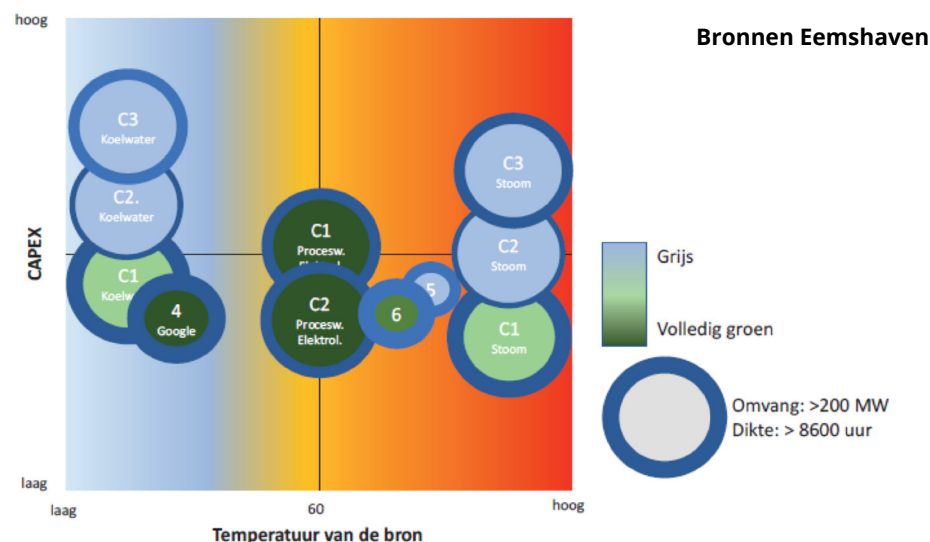 Bronnen Eemshaven
hoog
CAPEX
laag
laag
60
hoog
Temperatuur van de bron
C3
Koelwater
C2.
Koelwater
C1
4
Google
C1
Procesw.
C2
Procesw.
Elektrol.
6
5
C3
Stoom
C2
Stoom
C1
Stoom
Grijs
Volledig groen
Omvang: >200 MW
Dikte: > 8600 uur